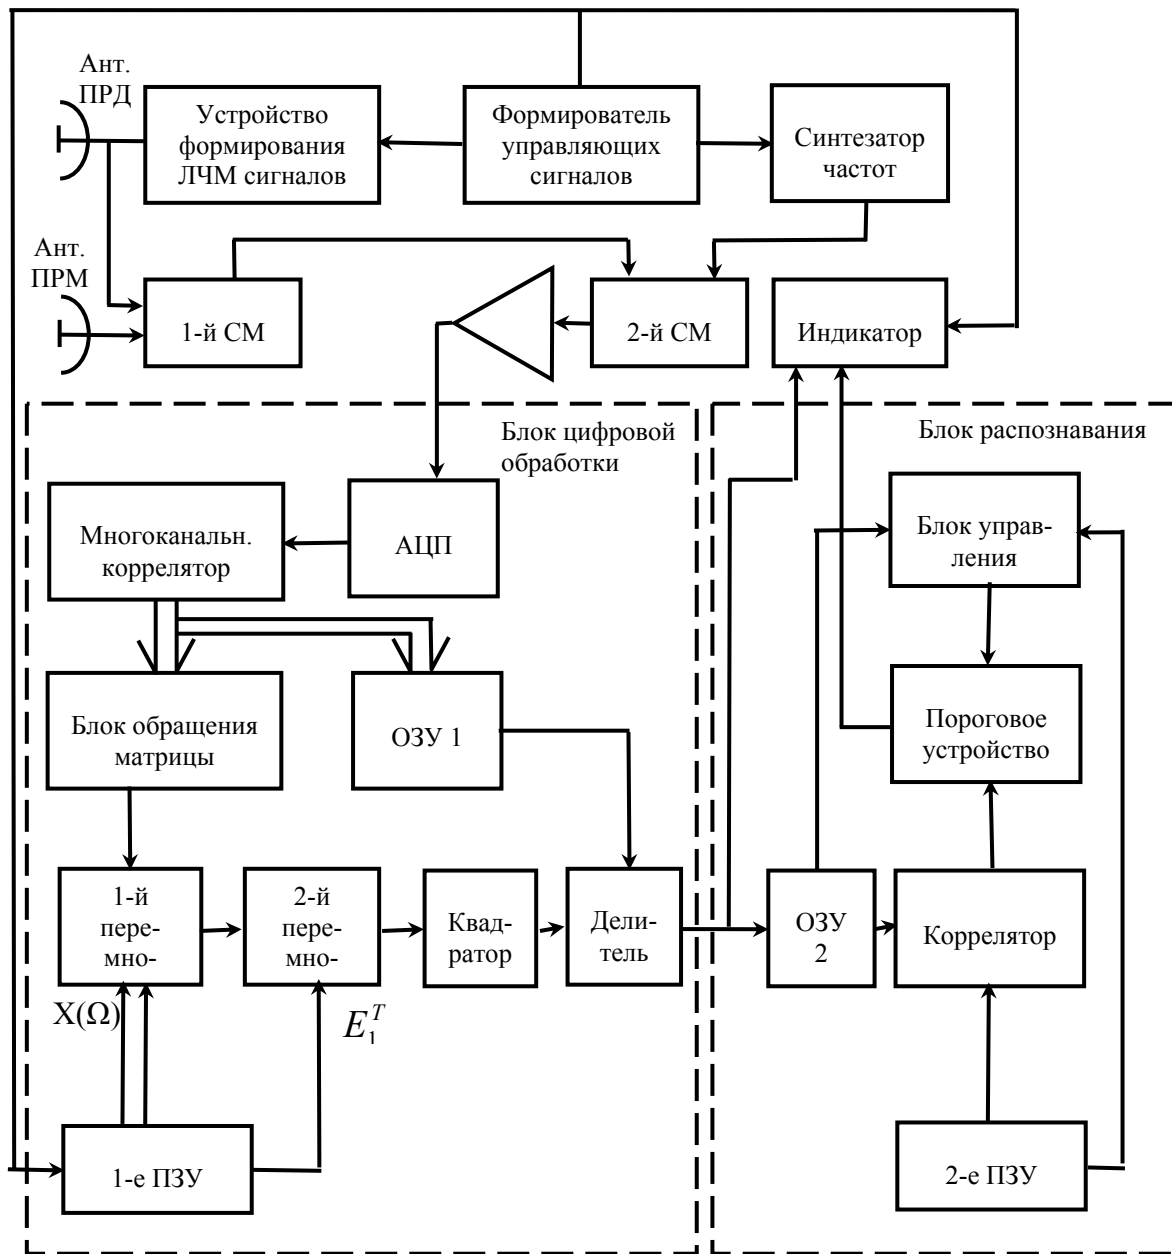 Ант.
ПРД
Устройство
формирования
ЛЧМ сигналов
Формирователь
управляющих
сигналов
Синтезатор
частот
Ант.
ПРМ
1-й СМ
2-й СМ
Индикатор
Блок цифровой
обработки
Блок распознавания
Многоканальн.
коррелятор
АЦП
Блок управ-
ления
Блок обращения
матрицы
ОЗУ 1
Пороговое
устройство
1-й
пере-
мно-
2-й
пере-
мно-
Квад-
ратор
Дели-
тель
ОЗУ
2
Коррелятор
X(Ω)
E₁ᵀ
1-е ПЗУ
2-е ПЗУ